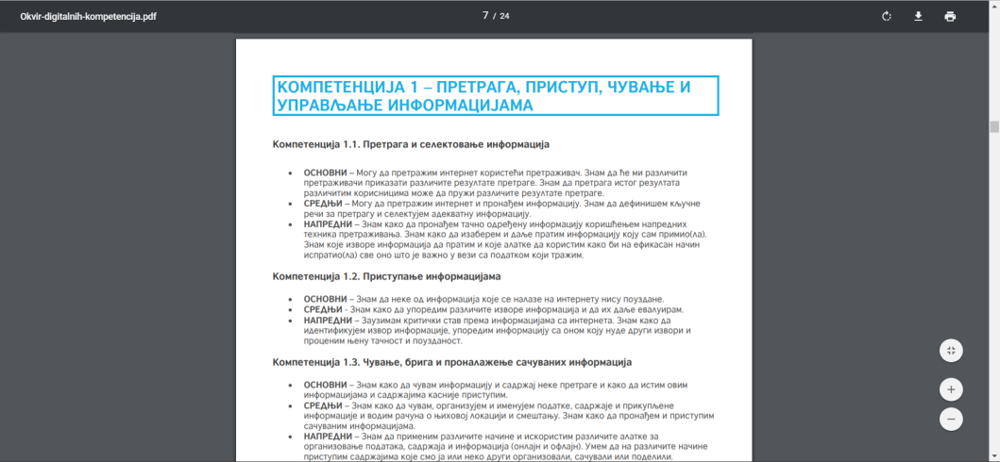 Okvir-digitalnih-kompetencija.pdf
7 / 24
КОМПЕТЕНЦИЈА 1 – ПРЕТРАГА, ПРИСТУП, ЧУВАЊЕ И
УПРАВЉАЊЕ ИНФОРМАЦИЈАМА
Компетенција 1.1. Претрага и селектовање информација
• ОСНОВНИ – Могу да претражим интернет користећи претраживач. Знам да ће ми различити
претраживачи приказати различите резултате претраге. Знам да претрага истог резултата
различитим корисницима може да пружи различите резултате претраге.
• СРЕДЊИ – Могу да претражим интернет и пронађем информацију. Знам да дефинишем кључне
речи за претрагу и селектујем адекватну информацију.
• НАПРЕДНИ – Знам како да пронађем тачно одређену информацију коришћењем напредних
техника претраживања. Знам како да изаберем и даље пратим информацију коју сам примио(ла).
Знам које изворе информација да пратим и које алатке да користим како би на ефикасан начин
испратио(ла) све оно што је важно у вези са податком који тражим.
Компетенција 1.2. Приступање информацијама
• ОСНОВНИ – Знам да неке од информација које се налазе на интернету нису поуздане.
• СРЕДЊИ - Знам како да упоредим различите изворе информација и да их даље евалуирам.
• НАПРЕДНИ – Заузимам критички став према информацијама са интернета. Знам како да
идентификујем извор информације, упоредим информацију са оном коју нуде други извори и
проценим њену тачност и поузданост.
Компетенција 1.3. Чување, брига и проналажење сачуваних информација
• ОСНОВНИ – Знам како да чувам информацију и садржај неке претраге и како да истим овим
информацијама и садржајима касније приступим.
• СРЕДЊИ – Знам како да чувам, организујем и именујем податке, садржаје и прикупљене
информације и водим рачуна о њиховој локацији и смештању. Знам како да пронађем и приступим
сачуваним информацијама.
• НАПРЕДНИ – Знам да применим различите начине и искористим различите алатке за
организовање података, садржаја и информација (онлајн и офлајн). Умем да на различите начине
приступим садржајима које смо ја или неко други организовали, сачували или поделили.